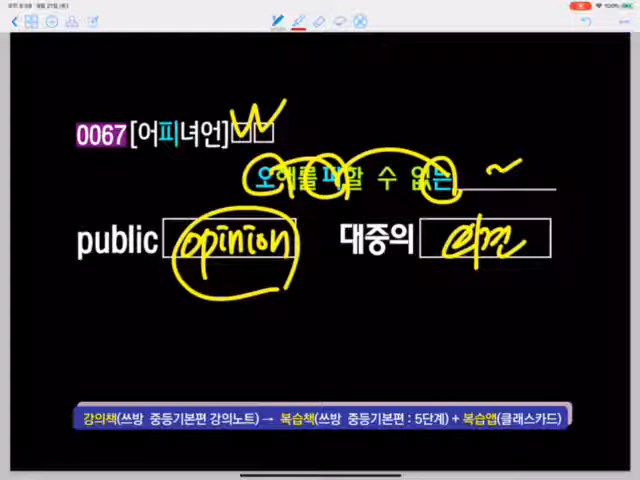 0067[어피녀언]□□
오해를 피할 수 없는 ______
public opinion 대중의 의견
강의책(쓰방 중등기본편 강의노트) → 복습책(쓰방 중등기본편 : 5단계) + 복습앱(클래스카드)